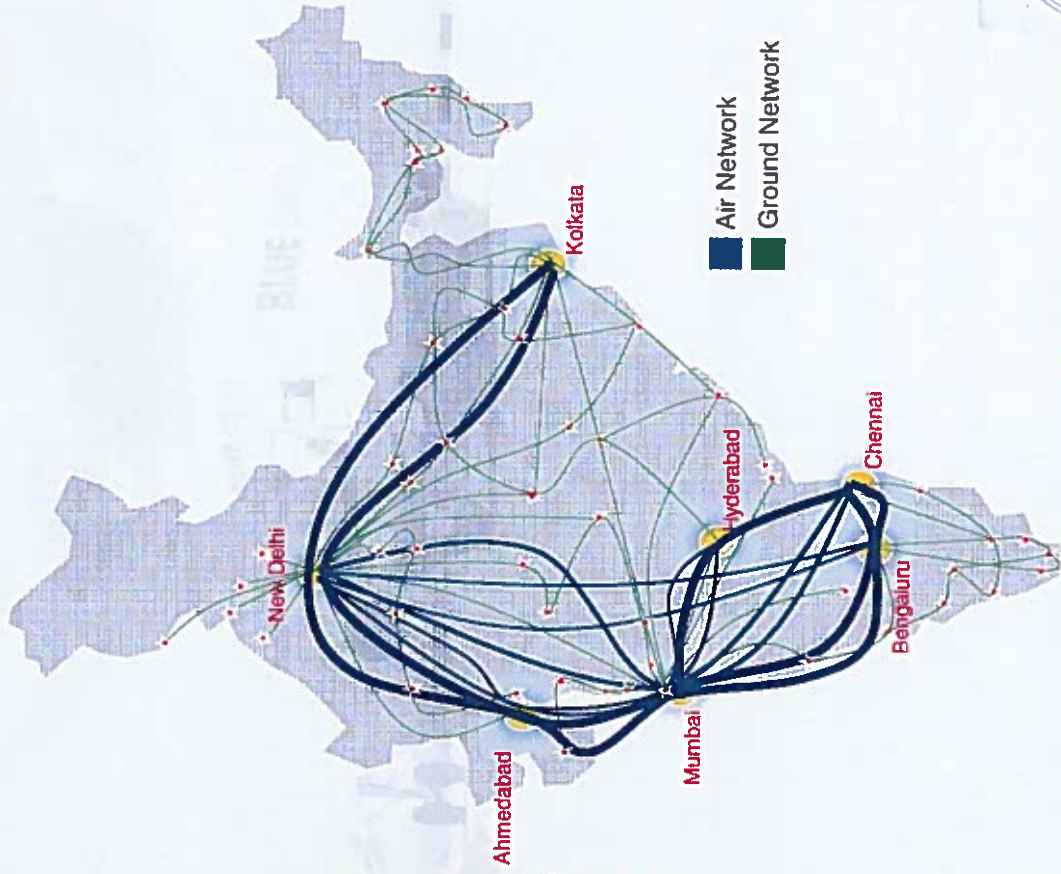 New Delhi
Ahmedabad
Kolkata
Mumbai
Hyderabad
Bengaluru
Chennai
Air Network
Ground Network